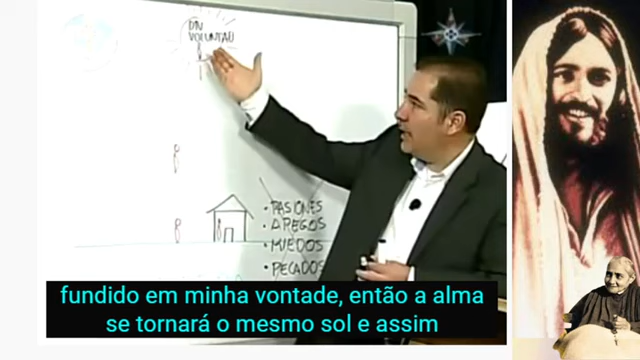 DIV
VOLUNTAD
• PASIONES
• APEGOS
• MIEDOS
• PECADOS
fundido em minha vontade, então a alma
se tornará o mesmo sol e assim